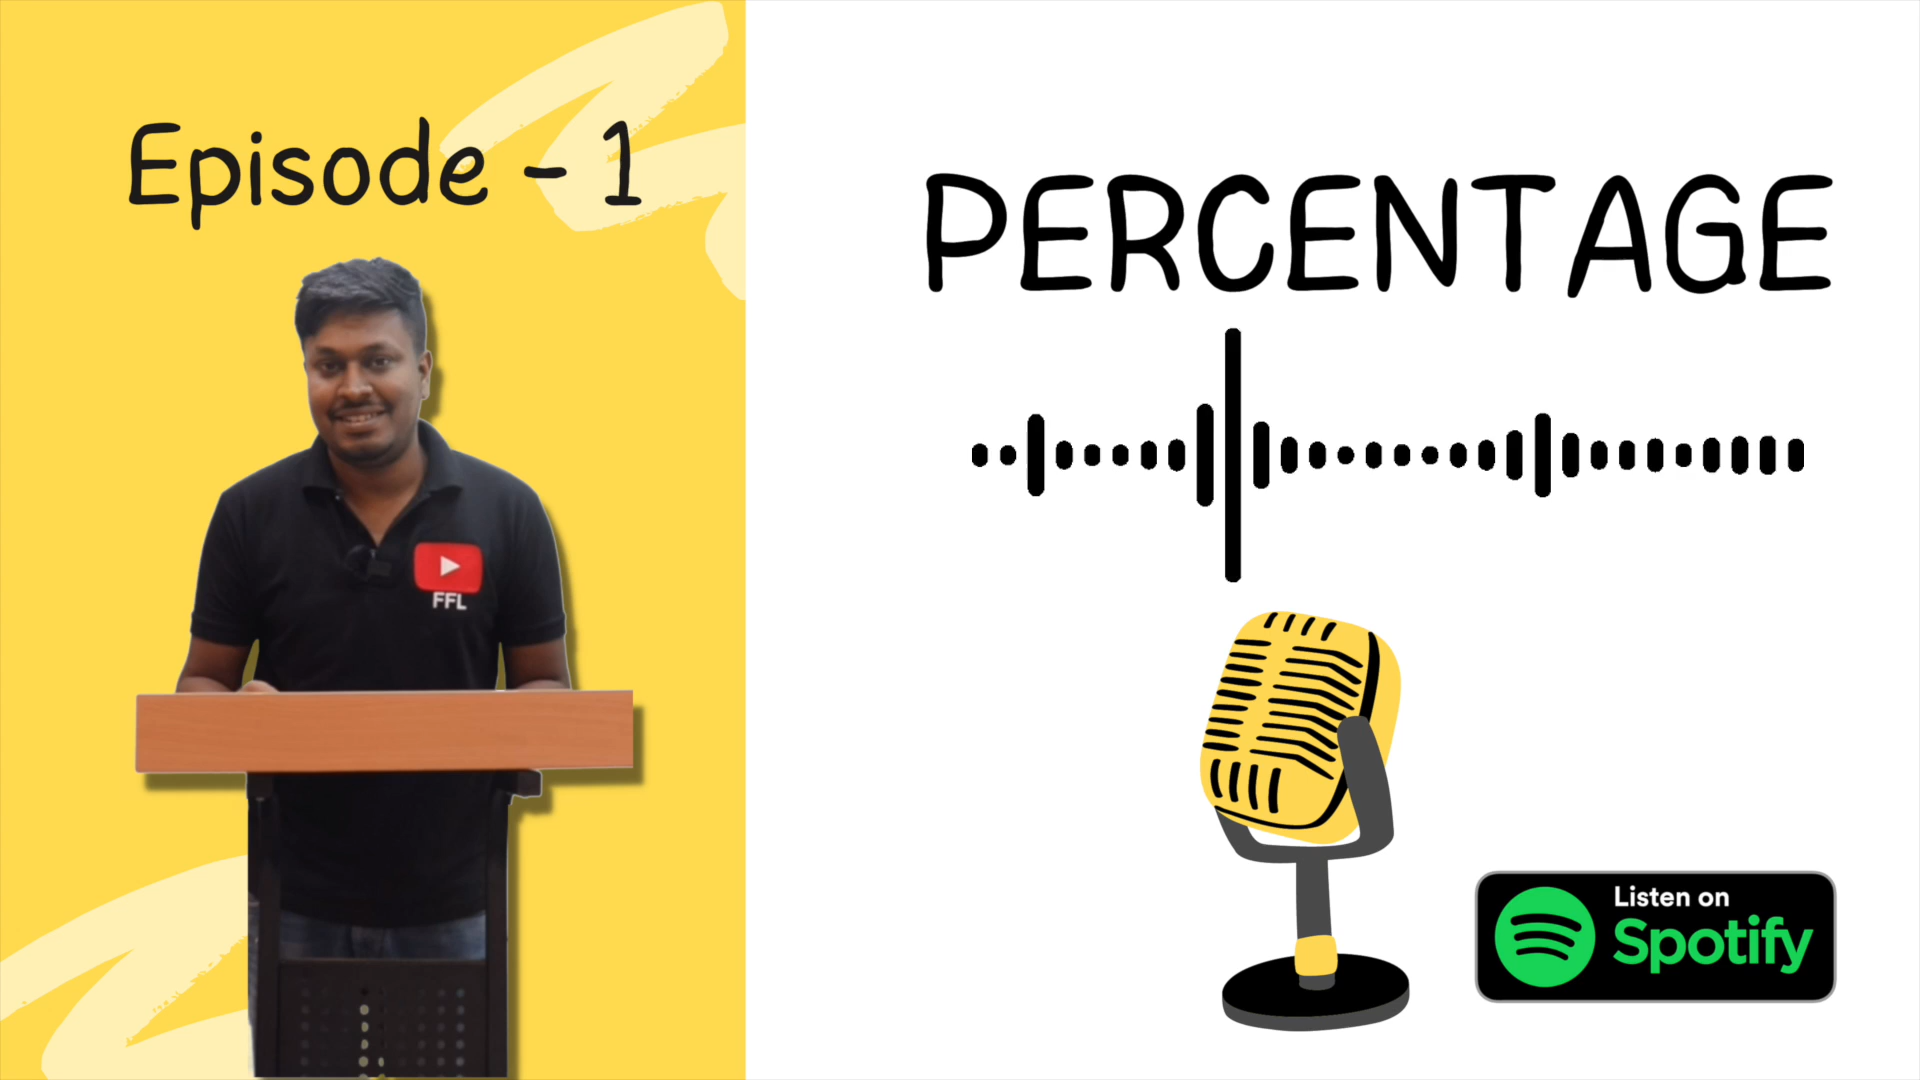 Episode - 1
PERCENTAGE
FFL
Listen on
Spotify